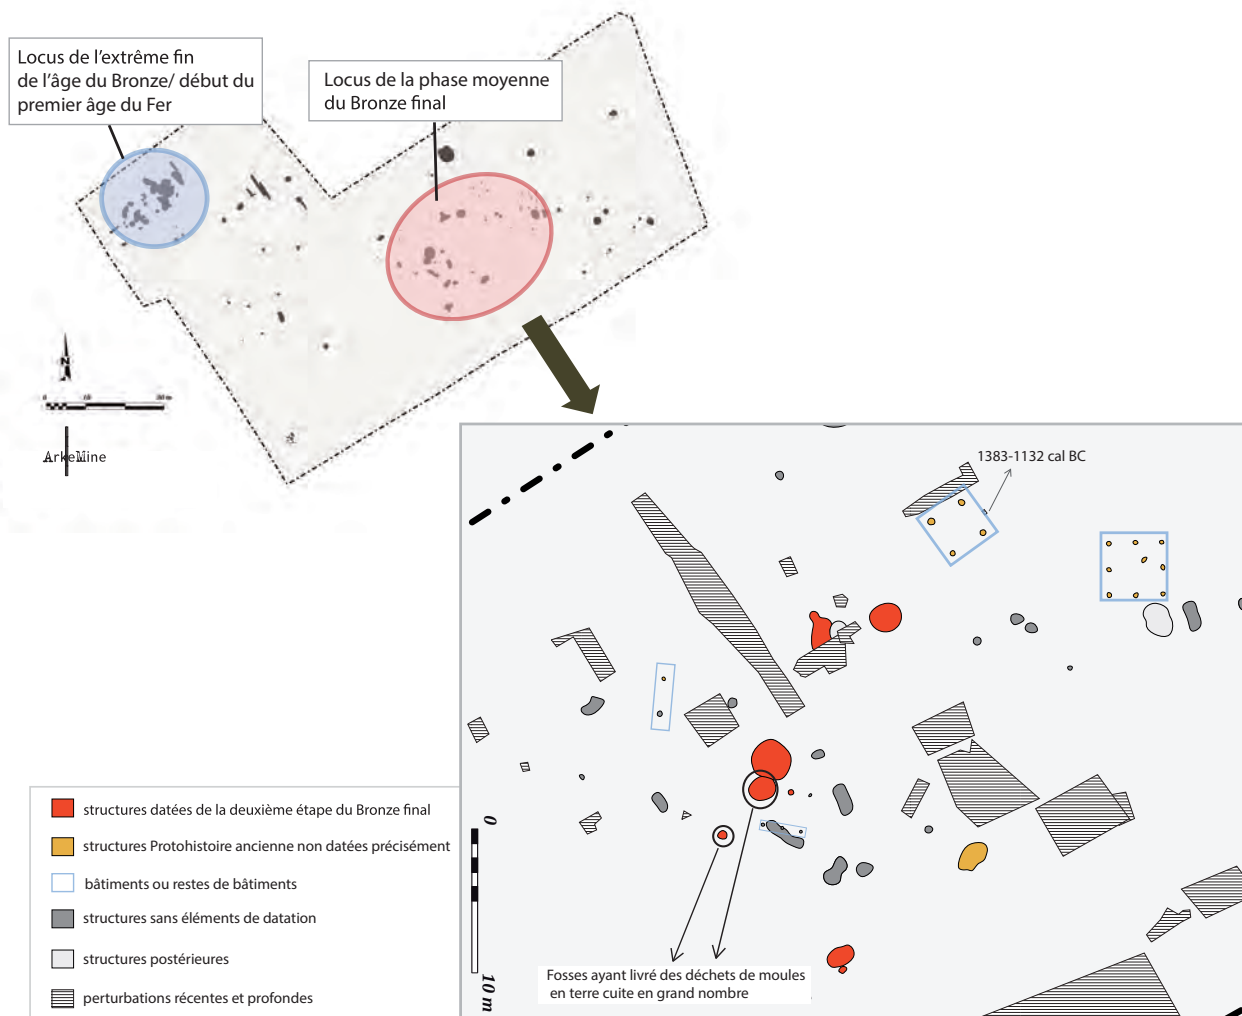 Locus de l'extrême fin
de l'âge du Bronze/ début du
premier âge du Fer
Locus de la phase moyenne
du Bronze final
N
0 10 30 m
1383-1132 cal BC
structures datées de la deuxième étape du Bronze final
structures Protohistoire ancienne non datées précisément
bâtiments ou restes de bâtiments
structures sans éléments de datation
structures postérieures
perturbations récentes et profondes
0
10 m
Fosses ayant livré des déchets de moules
en terre cuite en grand nombre